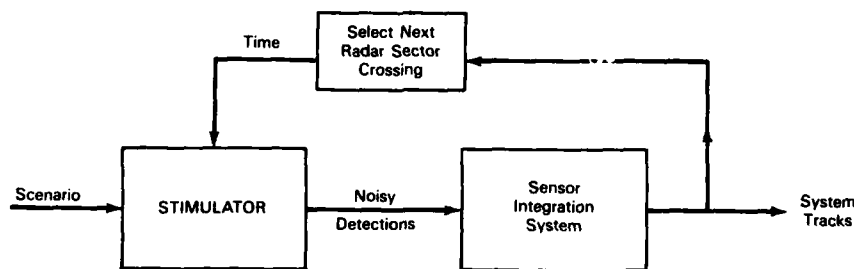 Select Next
Radar Sector
Crossing
Time
Scenario
STIMULATOR
Noisy
Detections
Sensor
Integration
System
System
Tracks